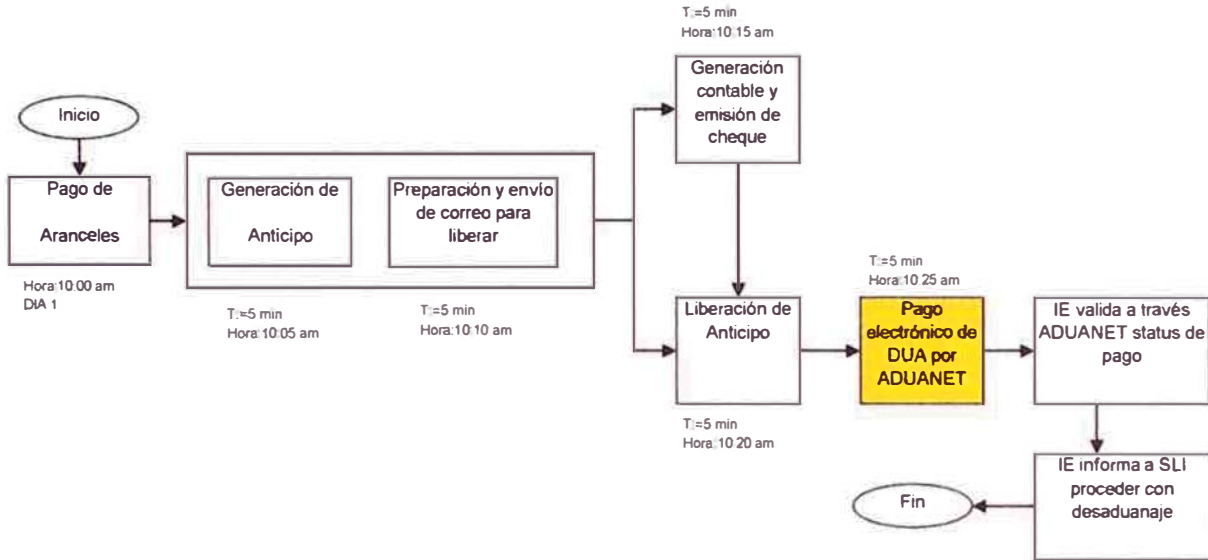 T:=5 min
Hora:10:15 am
Generación
contable y
emisión de
cheque
Inicio
Pago de
Aranceles
Hora:10:00 am
DIA 1
Generación de
Anticipo
T:=5 min
Hora:10:05 am
Preparación y envío
de correo para
liberar
T:=5 min
Hora:10:10 am
Liberación de
Anticipo
T:=5 min
Hora:10:20 am
T:=5 min
Hora:10:25 am
Pago
electrónico de
DUA por
ADUANET
IE valida a través
ADUANET status de
pago
IE informa a SLI
proceder con
desaduanaje
Fin